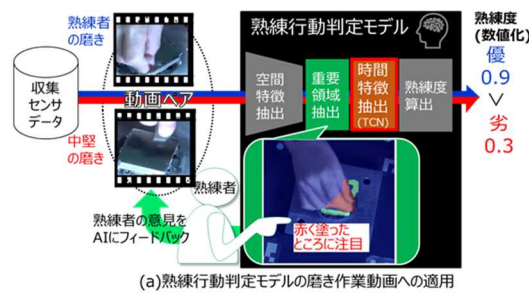 熟練者
の磨き
収集
センサ
データ
動画ペア
中堅
の磨き
熟練者の意見を
AIにフィードバック
熟練者
熟練行動判定モデル
空間
特徴
抽出
重要
領域
抽出
時間
特徴
抽出
(TCN)
熟練度
算出
赤く塗った
ところに注目
熟練度
(数値化)
優
0.9
∨
劣
0.3
(a)熟練行動判定モデルの磨き作業動画への適用